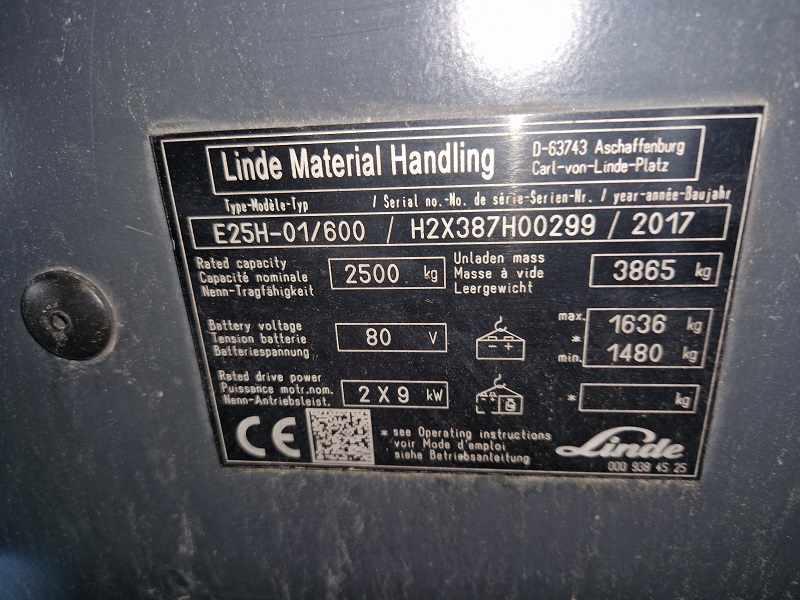 Linde Material Handling
D-63743 Aschaffenburg
Carl-von-Linde-Platz
Type-Modèle-Typ / Serial no.-No. de série-Serien-Nr. / year-année-Baujahr
E25H-01/600 / H2X387H00299 / 2017
Rated capacity
Capacité nominale
Nenn-Tragfähigkeit
2500 kg
Unladen mass
Masse à vide
Leergewicht
3865 kg
Battery voltage
Tension batterie
Batteriespannung
80 V
- +
max. 1636 kg
*
min. 1480 kg
Rated drive power
Puissance motr.nom.
Nenn-Antriebsleist.
2 X 9 kW
* kg
CE
* see Operating instructions
voir Mode d'emploi
siehe Betriebsanleitung
Linde
000 938 45 25